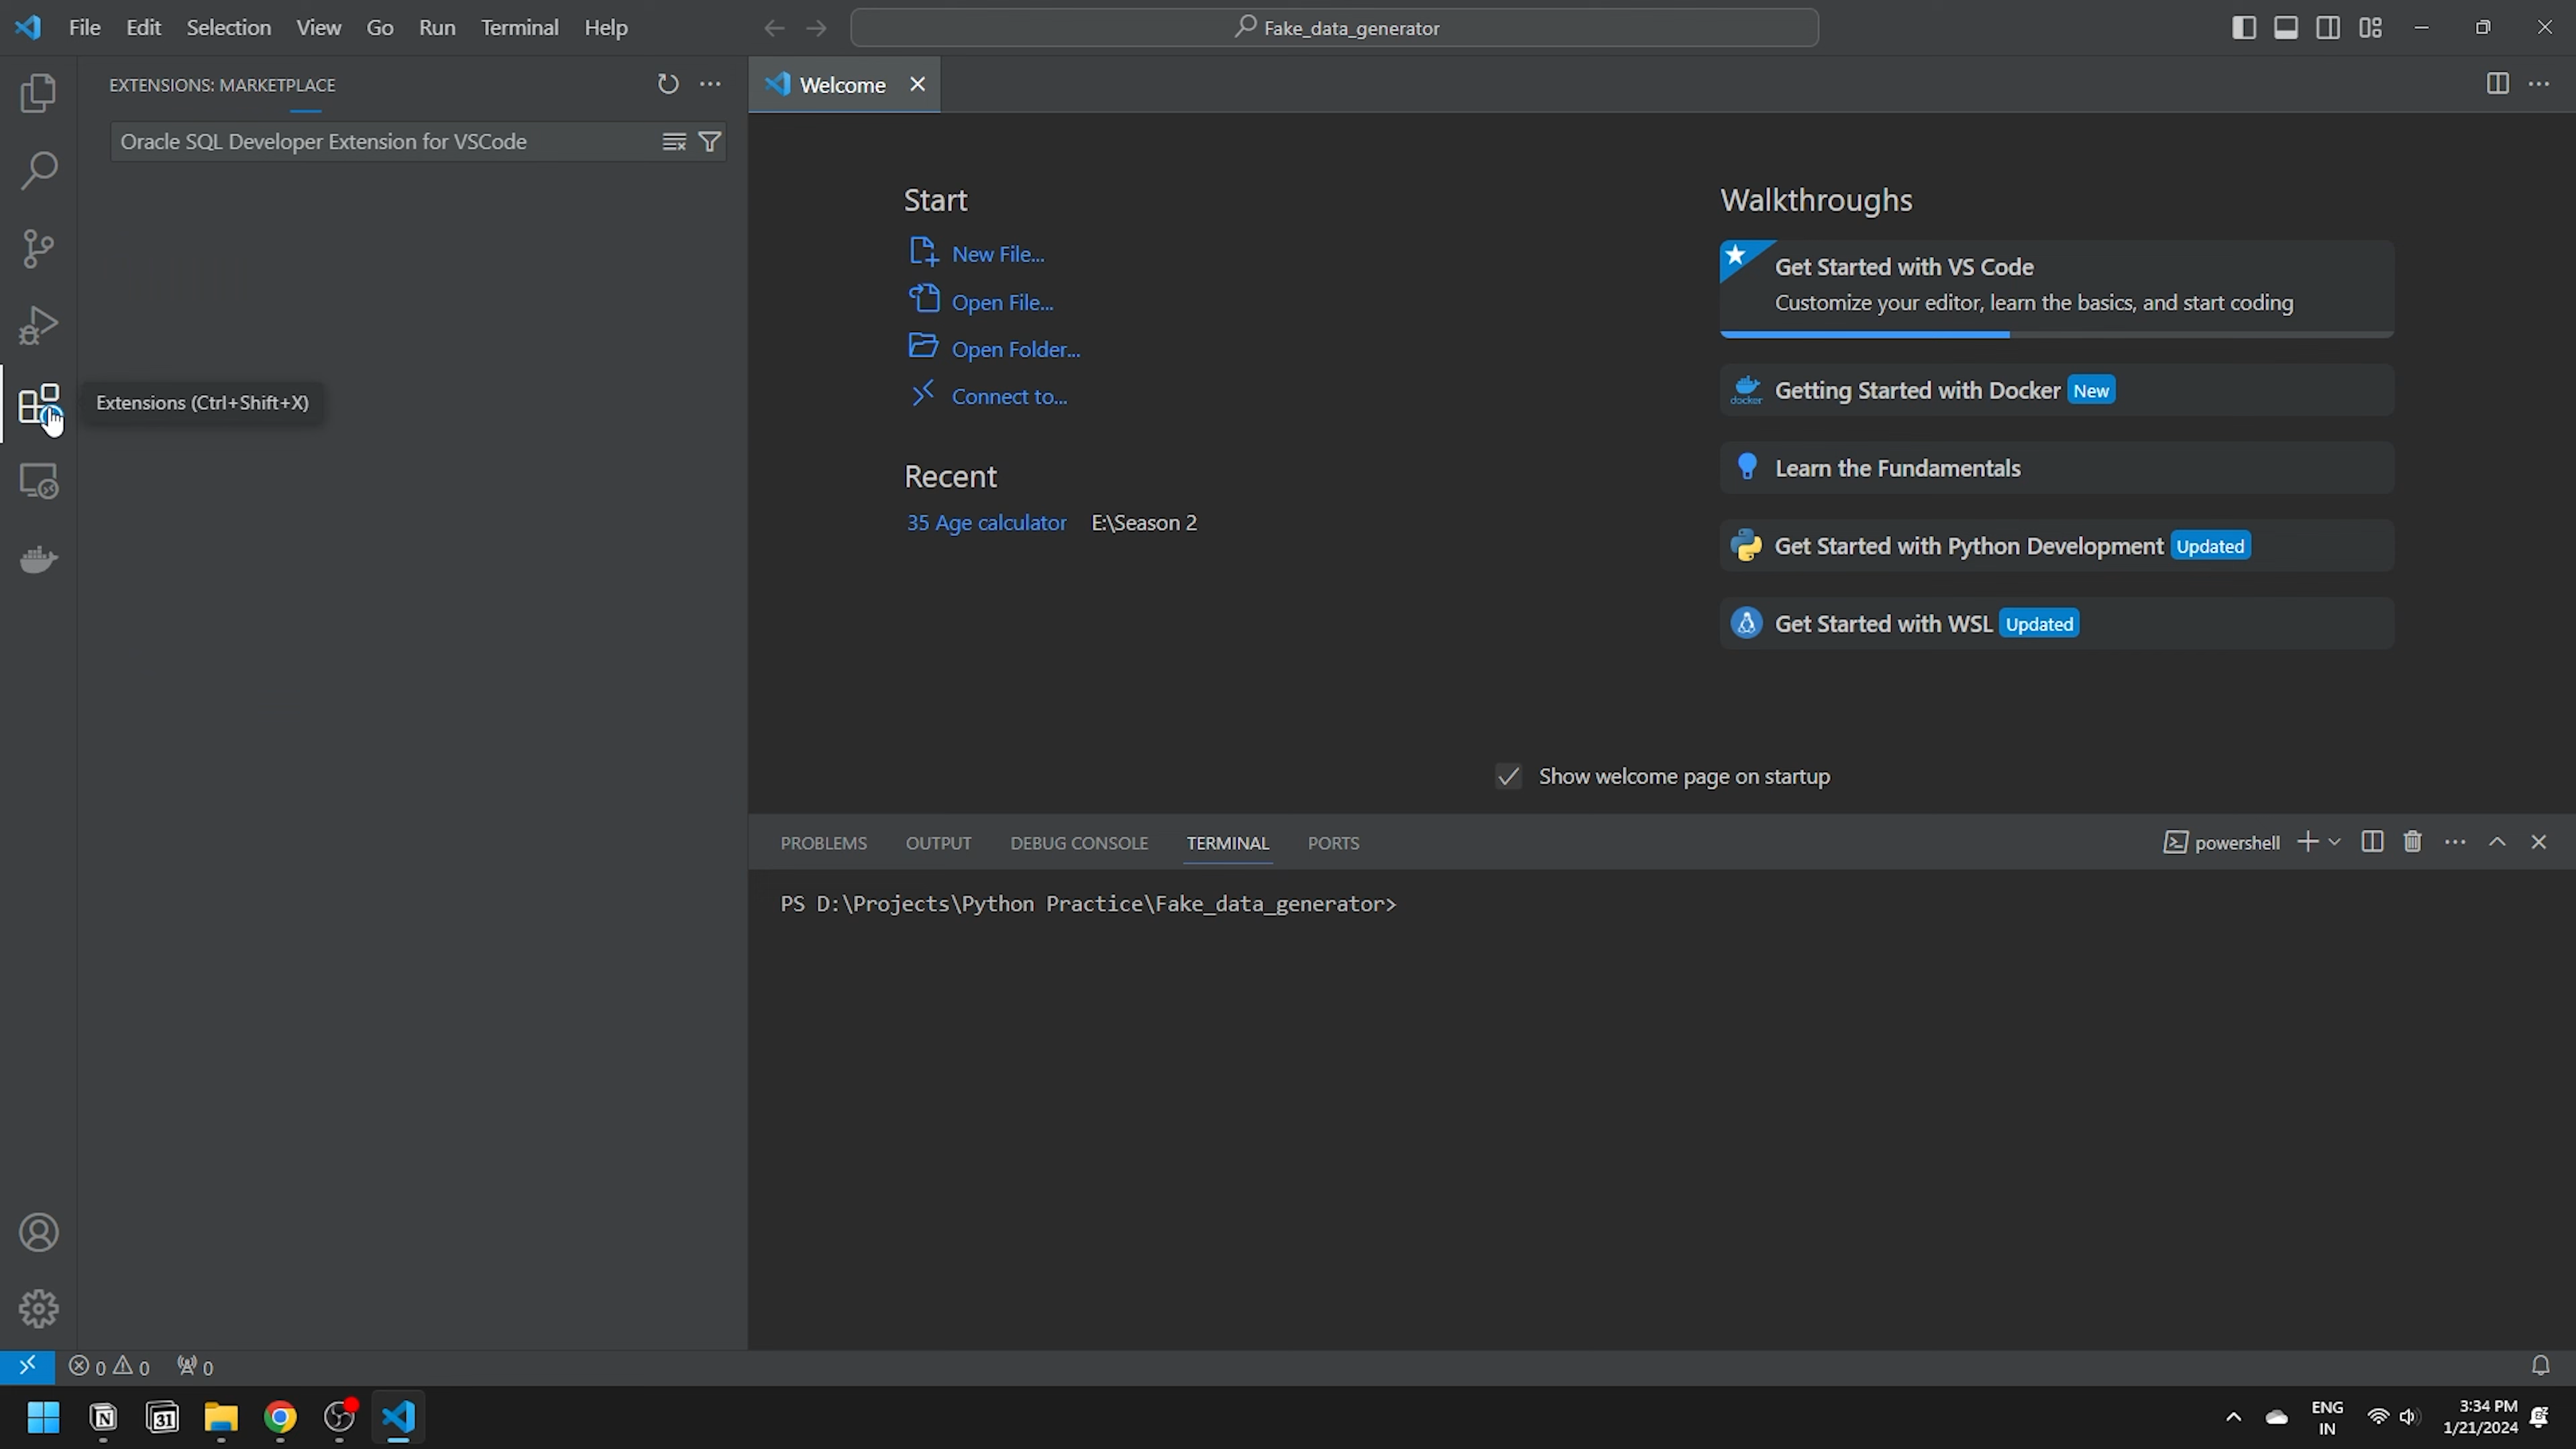 File Edit Selection View Go Run Terminal Help
Fake_data_generator
EXTENSIONS: MARKETPLACE
Welcome
Oracle SQL Developer Extension for VSCode
Extensions (Ctrl+Shift+X)
Start
New File...
Open File...
Open Folder...
Connect to...
Recent
35 Age calculator E:\Season 2
Walkthroughs
Get Started with VS Code
Customize your editor, learn the basics, and start coding
docker
Getting Started with Docker New
Learn the Fundamentals
Get Started with Python Development Updated
Get Started with WSL Updated
Show welcome page on startup
PROBLEMS OUTPUT DEBUG CONSOLE TERMINAL PORTS
powershell
PS D:\Projects\Python Practice\Fake_data_generator>
0 0 0
N
31
ENG
IN
3:34 PM
1/21/2024